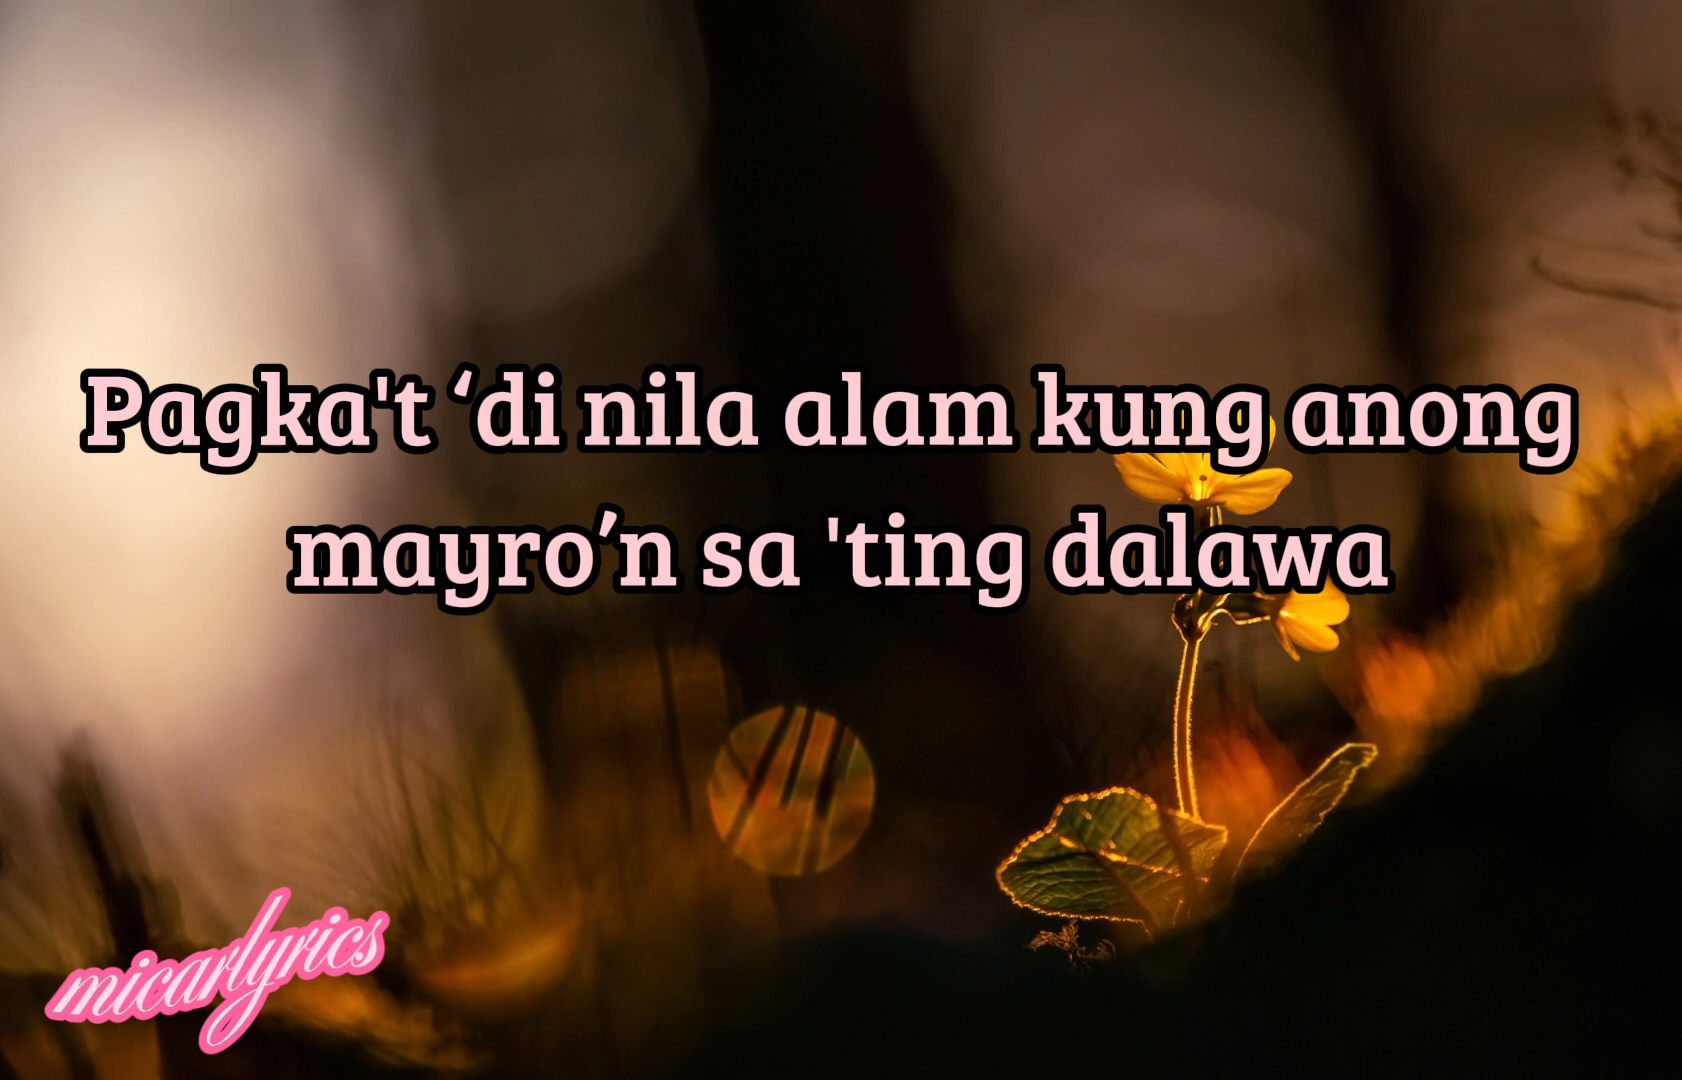 Pagka't ‘di nila alam kung anong
mayro’n sa 'ting dalawa
micarlyrics